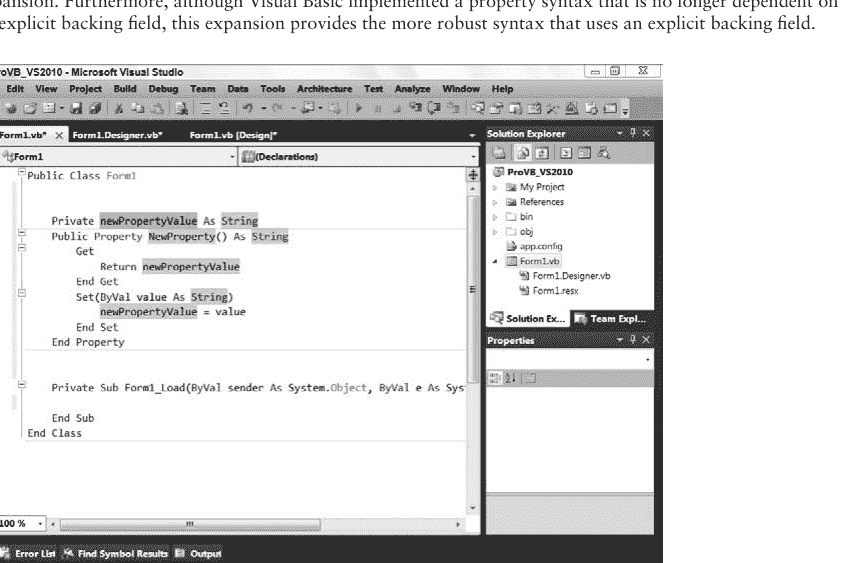 pansion. Furthermore, although Visual Basic implemented a property syntax that is no longer dependent on
explicit backing field, this expansion provides the more robust syntax that uses an explicit backing field.
roVB_VS2010 - Microsoft Visual Studio
Edit View Project Build Debug Team Data Tools Architecture Test Analyze Window Help
Form1.vb* Form1.Designer.vb* Form1.vb [Design]*
Form1 (Declarations)
Public Class Form1
Private newPropertyValue As String
Public Property NewProperty() As String
Get
Return newPropertyValue
End Get
Set(ByVal value As String)
newPropertyValue = value
End Set
End Property
Private Sub Form1_Load(ByVal sender As System.Object, ByVal e As Sys
End Sub
End Class
100 %
Error List Find Symbol Results Output
Solution Explorer
ProVB_VS2010
My Project
References
bin
obj
app.config
Form1.vb
Form1.Designer.vb
Form1.resx
Solution Ex... Team Expl...
Properties